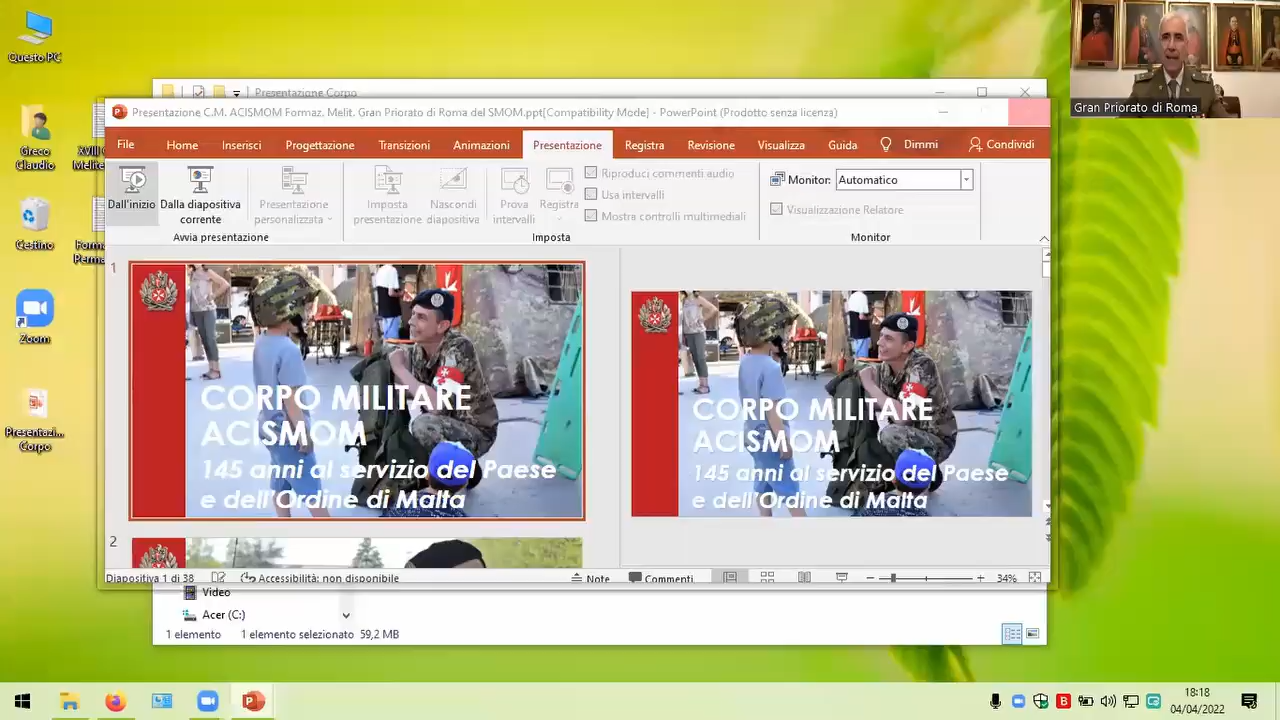 Questo PC
Greco
Claudio
XVIII
Melite
Cestino
Form
Perma
Zoom
Presentazi...
Corpo
Presentazione Corpo
Presentazione C.M. ACISMOM Formaz. Melit. Gran Priorato di Roma del SMOM.ppt[Compatibility Mode] - PowerPoint (Prodotto senza licenza)
File Home Inserisci Progettazione Transizioni Animazioni Presentazione Registra Revisione Visualizza Guida Dimmi Condividi
Dall'inizio
Dalla diapositiva
corrente
Presentazione
personalizzata
Imposta
presentazione
Nascondi
diapositiva
Prova
intervalli
Registra
Riproduci commenti audio
Usa intervalli
Mostra controlli multimediali
Monitor: Automatico
Visualizzazione Relatore
Avvia presentazione Imposta Monitor
1
CORPO MILITARE
ACISMOM
145 anni al servizio del Paese
e dell'Ordine di Malta
2
CORPO MILITARE
ACISMOM
145 anni al servizio del Paese
e dell'Ordine di Malta
Diapositiva 1 di 38 Accessibilità: non disponibile Note Commenti 34%
Video
Acer (C:)
1 elemento 1 elemento selezionato 59,2 MB
Gran Priorato di Roma
18:18
04/04/2022